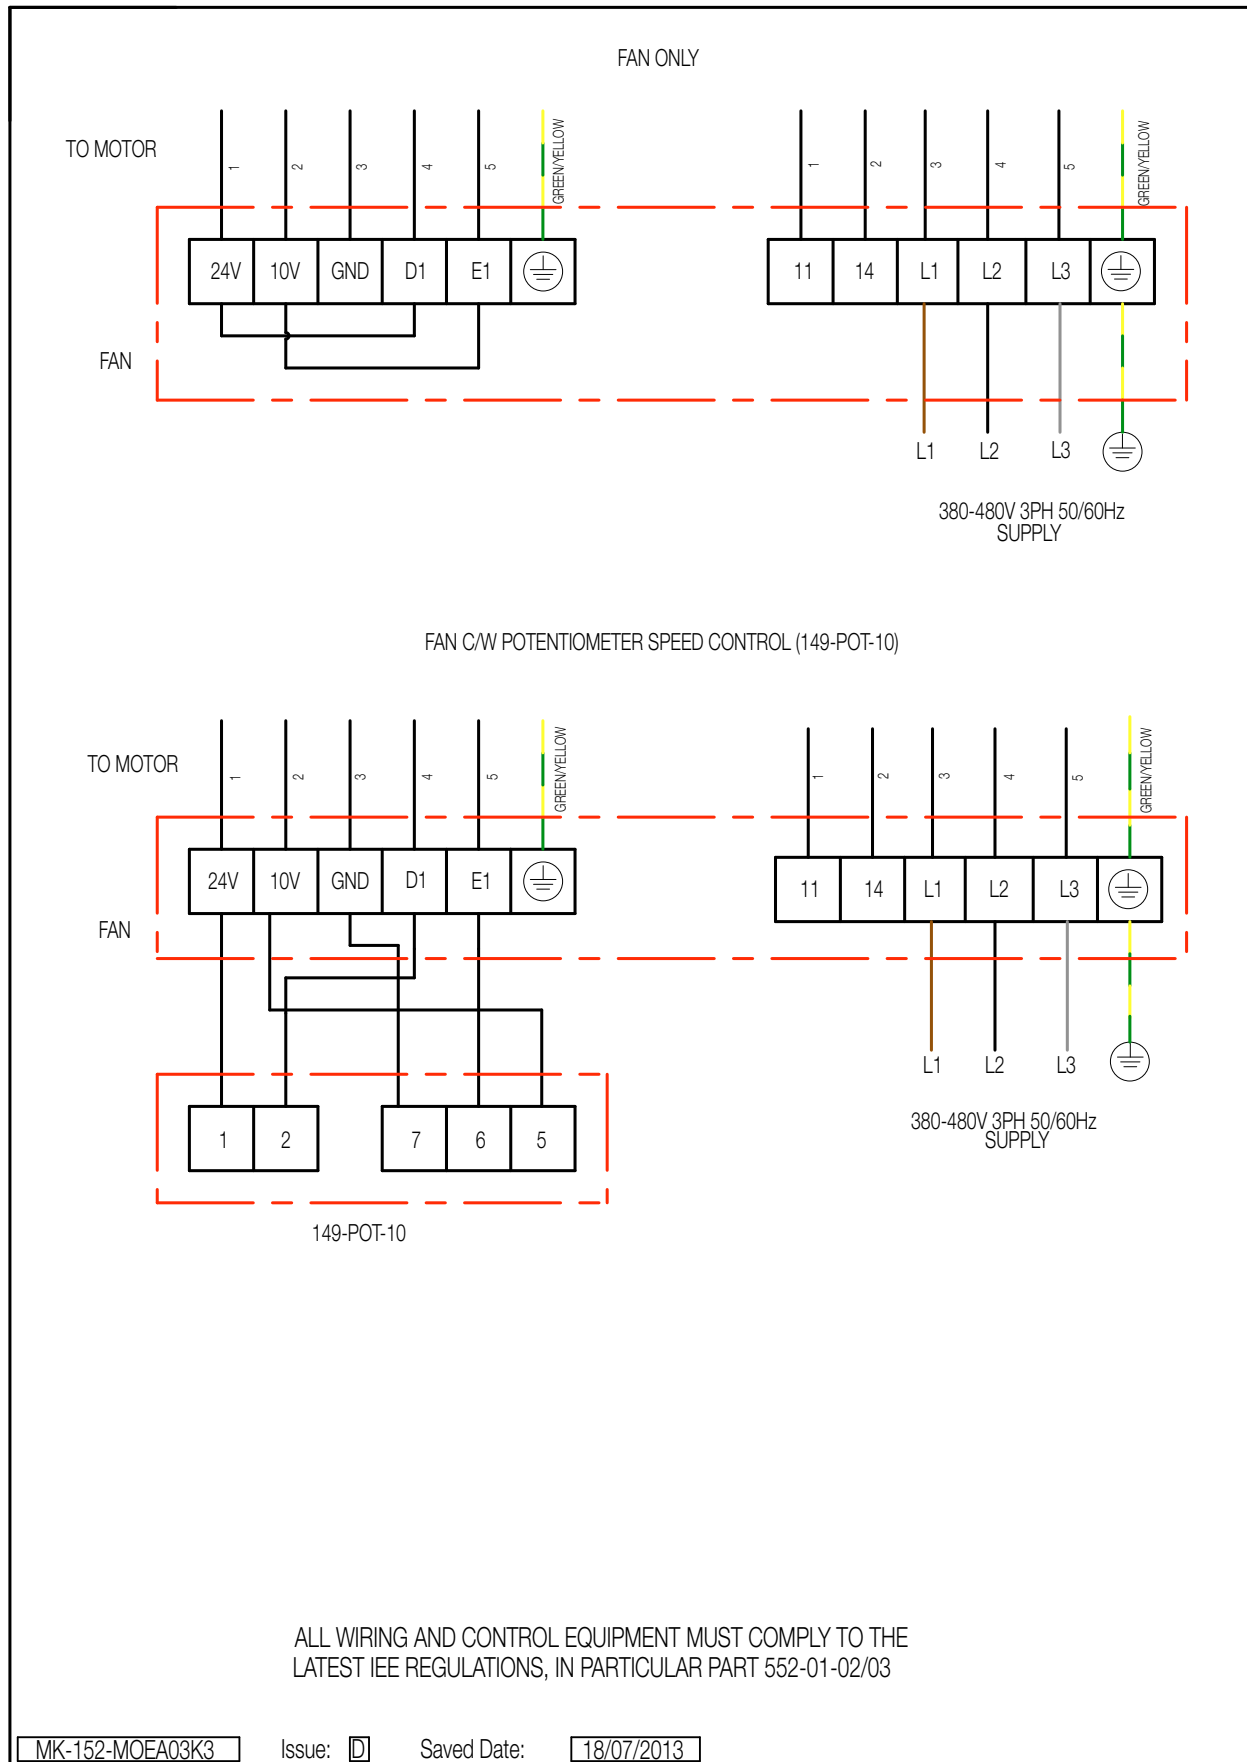 FAN ONLY
TO MOTOR
1 2 3 4 5 GREEN/YELLOW
1 2 3 4 5 GREEN/YELLOW
24V 10V GND D1 E1
11 14 L1 L2 L3
FAN
L1 L2 L3
380-480V 3PH 50/60Hz
SUPPLY
FAN C/W POTENTIOMETER SPEED CONTROL (149-POT-10)
TO MOTOR
1 2 3 4 5 GREEN/YELLOW
1 2 3 4 5 GREEN/YELLOW
24V 10V GND D1 E1
11 14 L1 L2 L3
FAN
L1 L2 L3
380-480V 3PH 50/60Hz
SUPPLY
1 2 7 6 5
149-POT-10
ALL WIRING AND CONTROL EQUIPMENT MUST COMPLY TO THE
LATEST IEE REGULATIONS, IN PARTICULAR PART 552-01-02/03
MK-152-MOEA03K3 Issue: D Saved Date: 18/07/2013